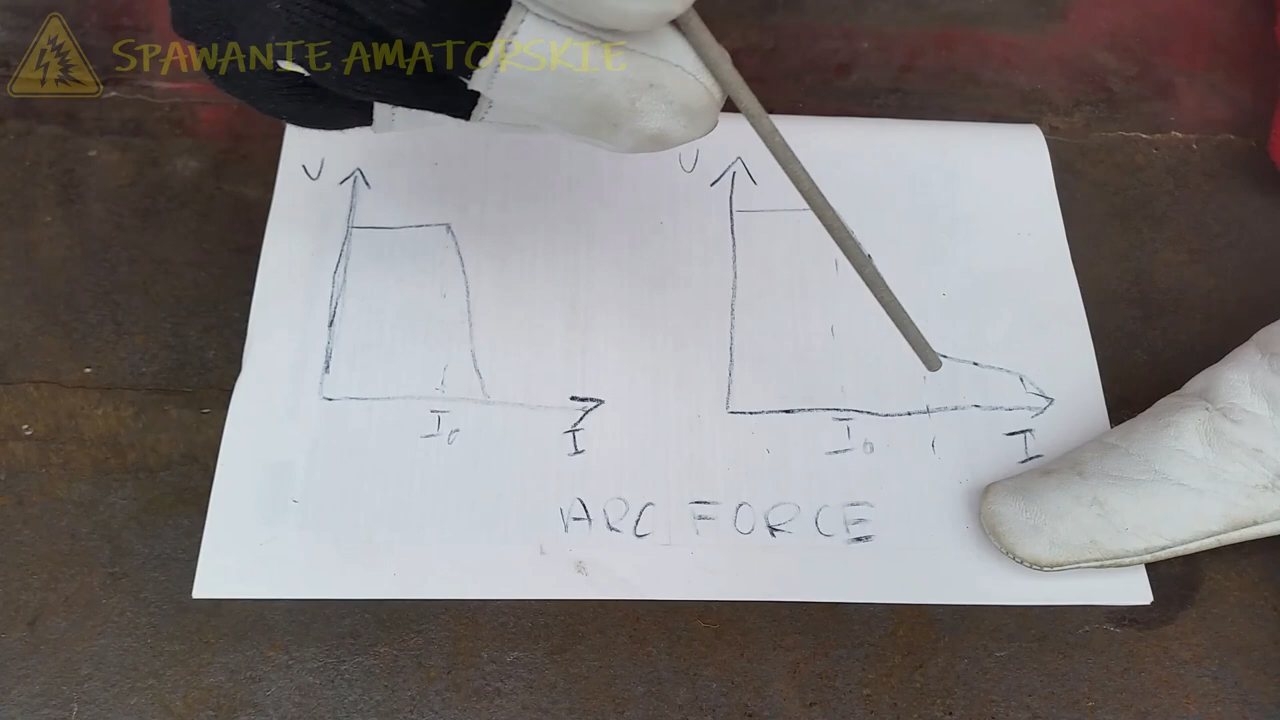 SPAWANIE AMATORSKIE
U
U
I₀
I
I₀
I
ARC FORCE